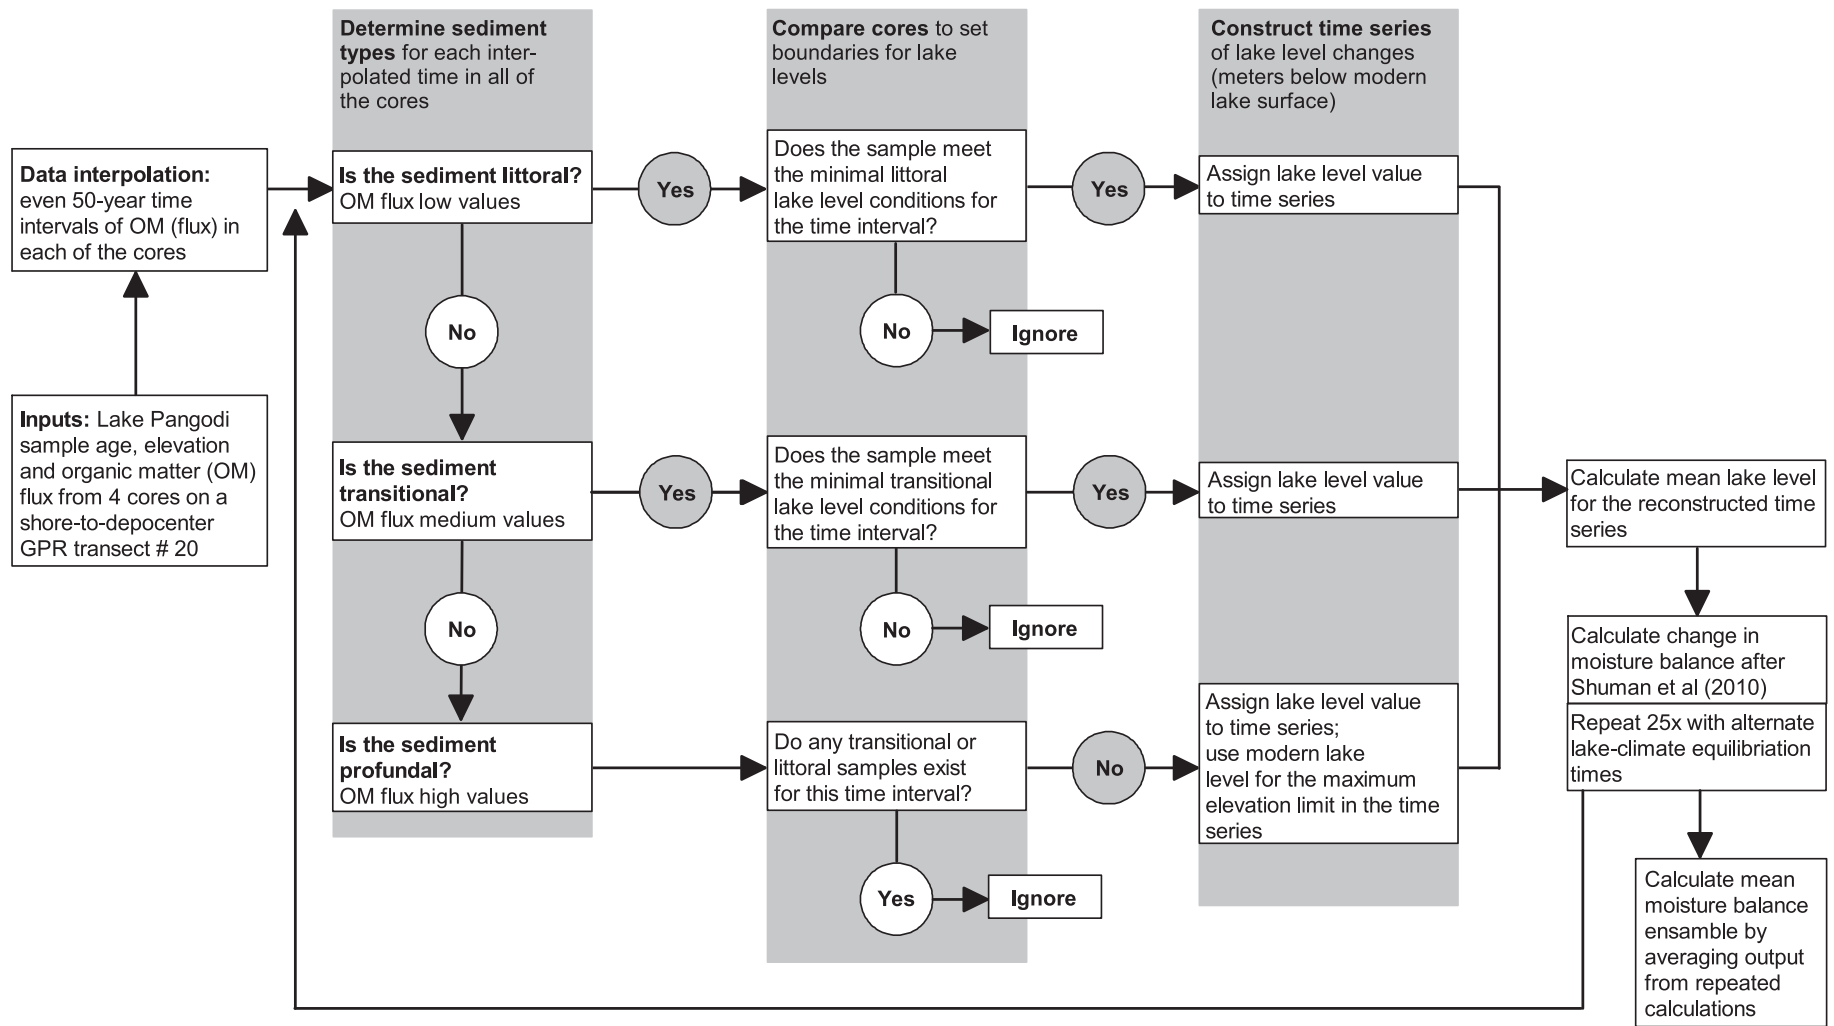 Determine sediment
types for each inter-
polated time in all of
the cores
Compare cores to set
boundaries for lake
levels
Construct time series
of lake level changes
(meters below modern
lake surface)
Data interpolation:
even 50-year time
intervals of OM (flux) in
each of the cores
Is the sediment littoral?
OM flux low values
Yes
Does the sample meet
the minimal littoral
lake level conditions for
the time interval?
Yes
Assign lake level value
to time series
No
No
Ignore
Inputs: Lake Pangodi
sample age, elevation
and organic matter (OM)
flux from 4 cores on a
shore-to-depocenter
GPR transect # 20
Is the sediment
transitional?
OM flux medium values
Yes
Does the sample meet
the minimal transitional
lake level conditions for
the time interval?
Yes
Assign lake level value
to time series
Calculate mean lake level
for the reconstructed time
series
No
No
Ignore
Calculate change in
moisture balance after
Shuman et al (2010)
Is the sediment
profundal?
OM flux high values
Do any transitional or
littoral samples exist
for this time interval?
No
Assign lake level value
to time series;
use modern lake
level for the maximum
elevation limit in the time
series
Repeat 25x with alternate
lake-climate equilibriation
times
Yes
Ignore
Calculate mean
moisture balance
ensamble by
averaging output
from repeated
calculations